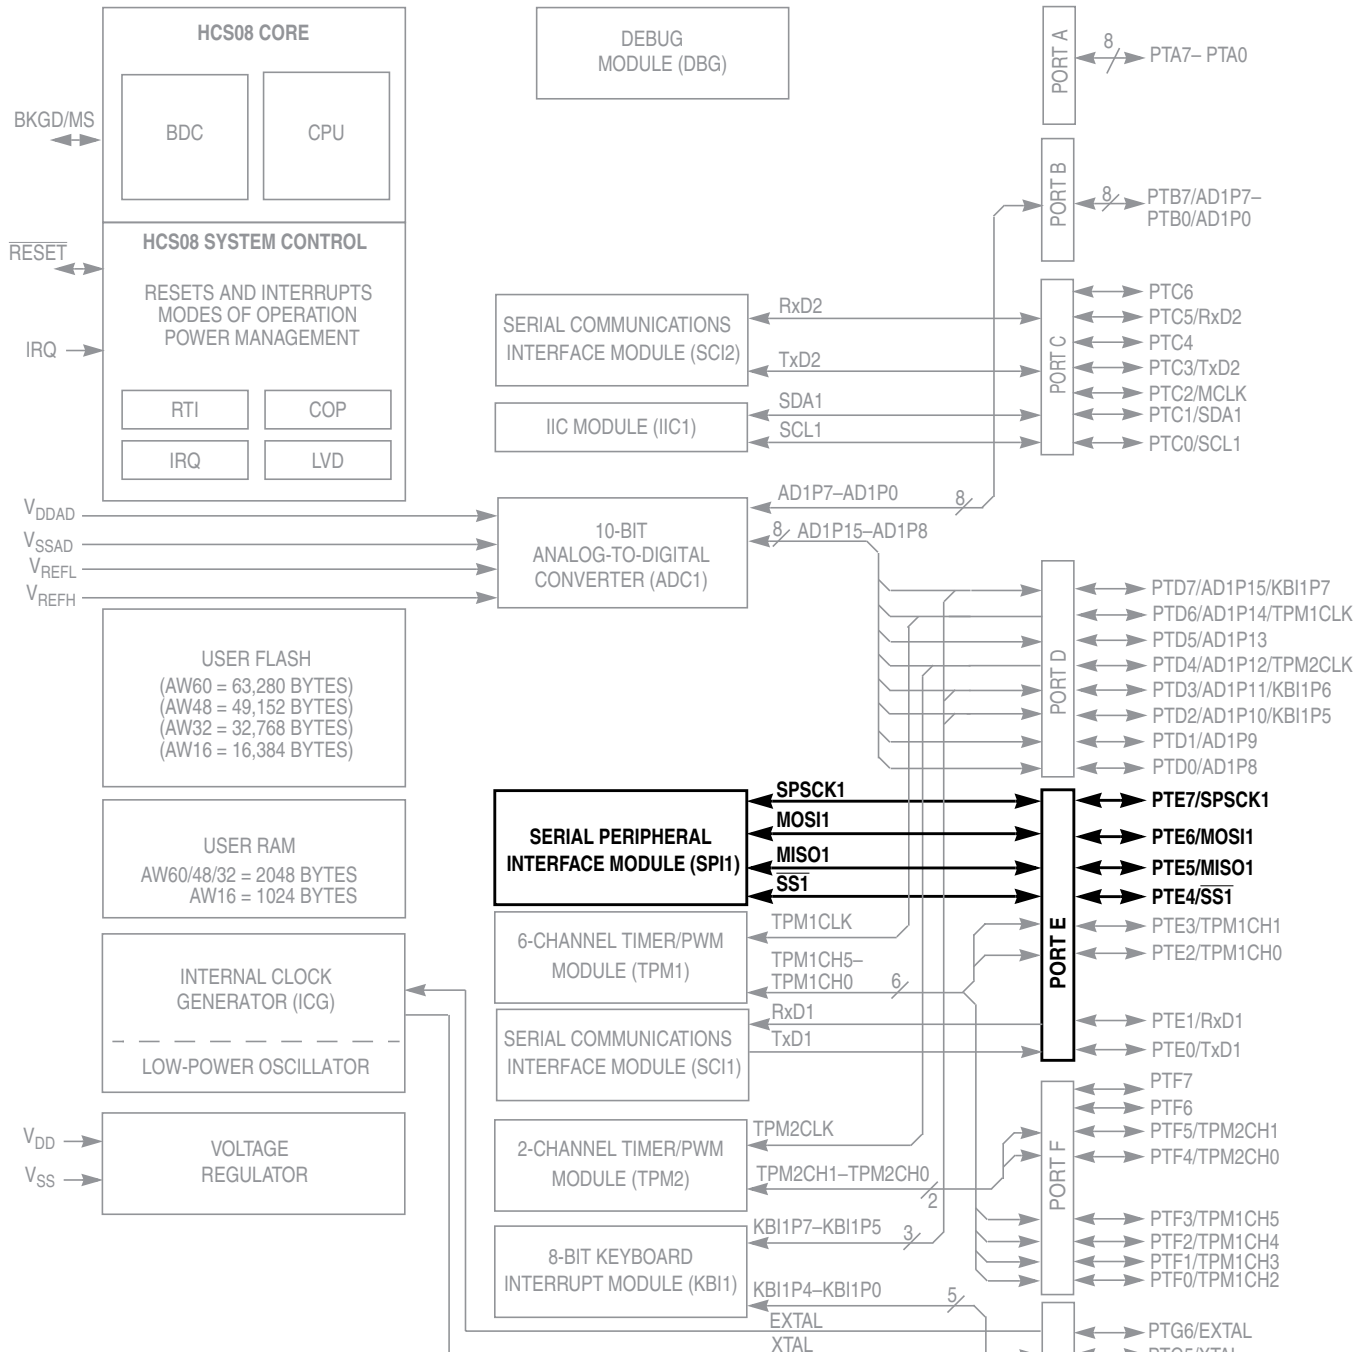 HCS08 CORE
BDC
CPU
BKGD/MS
HCS08 SYSTEM CONTROL
RESET
RESETS AND INTERRUPTS
MODES OF OPERATION
POWER MANAGEMENT
IRQ
RTI
COP
IRQ
LVD
VDDAD
VSSAD
VREFL
VREFH
USER FLASH
(AW60 = 63,280 BYTES)
(AW48 = 49,152 BYTES)
(AW32 = 32,768 BYTES)
(AW16 = 16,384 BYTES)
USER RAM
AW60/48/32 = 2048 BYTES
AW16 = 1024 BYTES
INTERNAL CLOCK
GENERATOR (ICG)
LOW-POWER OSCILLATOR
VDD
VSS
VOLTAGE
REGULATOR
DEBUG
MODULE (DBG)
SERIAL COMMUNICATIONS
INTERFACE MODULE (SCI2)
RxD2
TxD2
IIC MODULE (IIC1)
SDA1
SCL1
10-BIT
ANALOG-TO-DIGITAL
CONVERTER (ADC1)
AD1P7–AD1P0
8
8
AD1P15–AD1P8
SERIAL PERIPHERAL
INTERFACE MODULE (SPI1)
SPSCK1
MOSI1
MISO1
SS1
6-CHANNEL TIMER/PWM
MODULE (TPM1)
TPM1CLK
TPM1CH5–
TPM1CH0
6
SERIAL COMMUNICATIONS
INTERFACE MODULE (SCI1)
RxD1
TxD1
2-CHANNEL TIMER/PWM
MODULE (TPM2)
TPM2CLK
TPM2CH1–TPM2CH0
2
8-BIT KEYBOARD
INTERRUPT MODULE (KBI1)
KBI1P7–KBI1P5
3
KBI1P4–KBI1P0
5
EXTAL
XTAL
PORT A
8
PTA7– PTA0
PORT B
8
PTB7/AD1P7–
PTB0/AD1P0
PORT C
PTC6
PTC5/RxD2
PTC4
PTC3/TxD2
PTC2/MCLK
PTC1/SDA1
PTC0/SCL1
PORT D
PTD7/AD1P15/KBI1P7
PTD6/AD1P14/TPM1CLK
PTD5/AD1P13
PTD4/AD1P12/TPM2CLK
PTD3/AD1P11/KBI1P6
PTD2/AD1P10/KBI1P5
PTD1/AD1P9
PTD0/AD1P8
PORT E
PTE7/SPSCK1
PTE6/MOSI1
PTE5/MISO1
PTE4/SS1
PTE3/TPM1CH1
PTE2/TPM1CH0
PTE1/RxD1
PTE0/TxD1
PORT F
PTF7
PTF6
PTF5/TPM2CH1
PTF4/TPM2CH0
PTF3/TPM1CH5
PTF2/TPM1CH4
PTF1/TPM1CH3
PTF0/TPM1CH2
PTG6/EXTAL
PTG5/XTAL